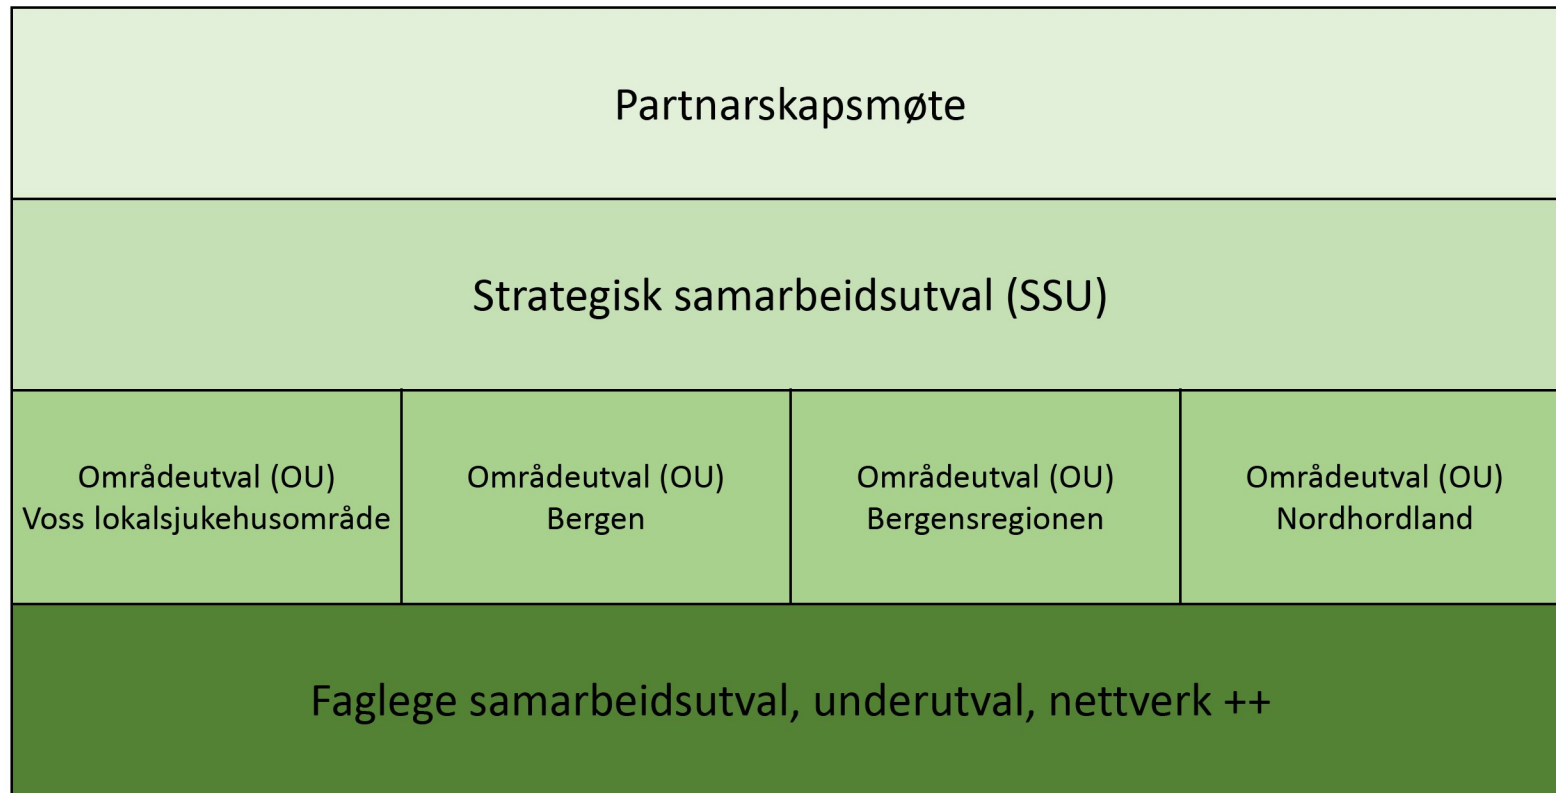 Partnarskapsmøte
Strategisk samarbeidsutval (SSU)
Områdeutval (OU)
Voss lokalsjukehusområde
Områdeutval (OU)
Bergen
Områdeutval (OU)
Bergensregionen
Områdeutval (OU)
Nordhordland
Faglege samarbeidsutval, underutval, nettverk ++